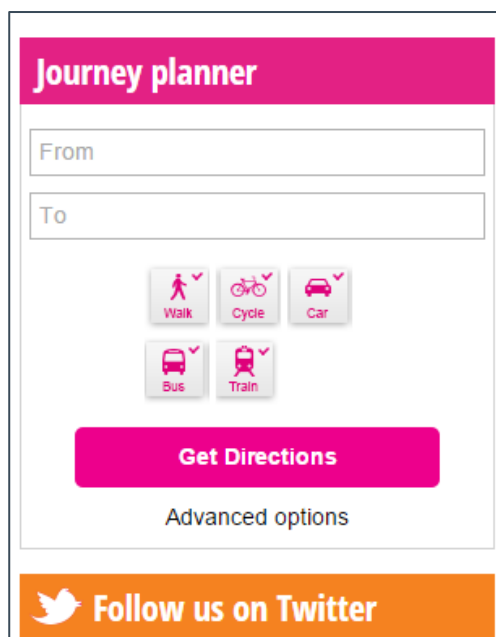 Journey planner
From
To
Walk Cycle Car
Bus Train
Get Directions
Advanced options
Follow us on Twitter